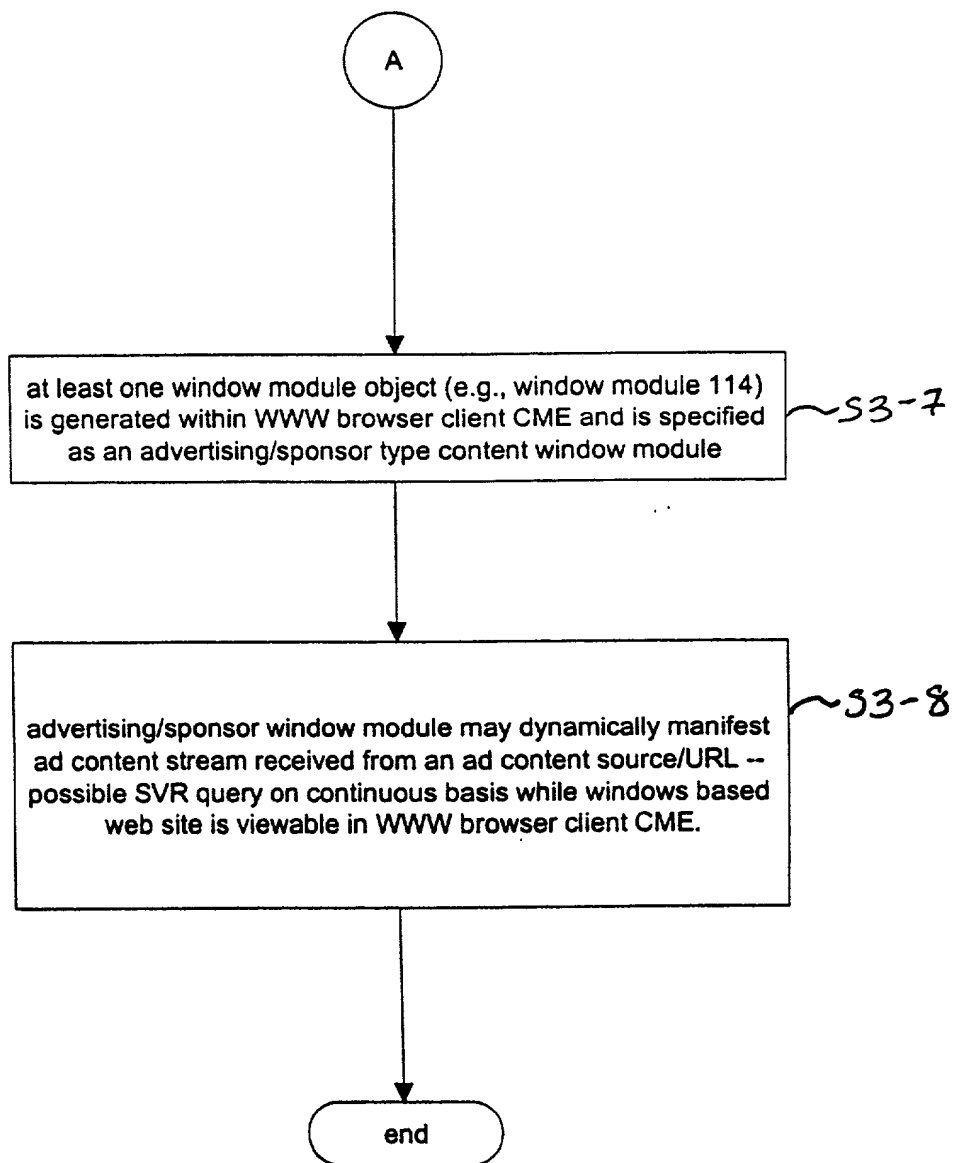 A
at least one window module object (e.g., window module 114)
is generated within WWW browser client CME and is specified
as an advertising/sponsor type content window module
S3-7
advertising/sponsor window module may dynamically manifest
ad content stream received from an ad content source/URL --
possible SVR query on continuous basis while windows based
web site is viewable in WWW browser client CME.
S3-8
end